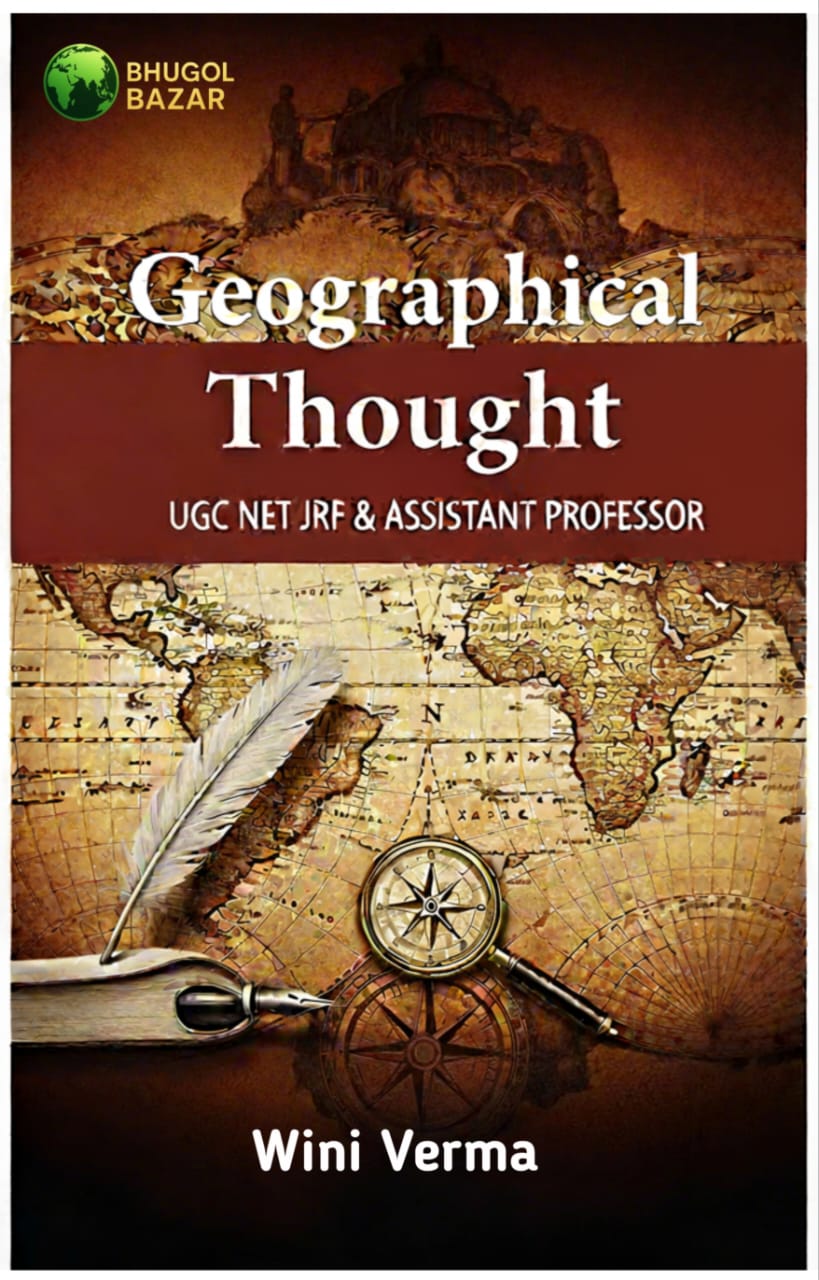 BHUGOL
BAZAR
Geographical
Thought
UGC NET JRF & ASSISTANT PROFESSOR
N
Wini Verma